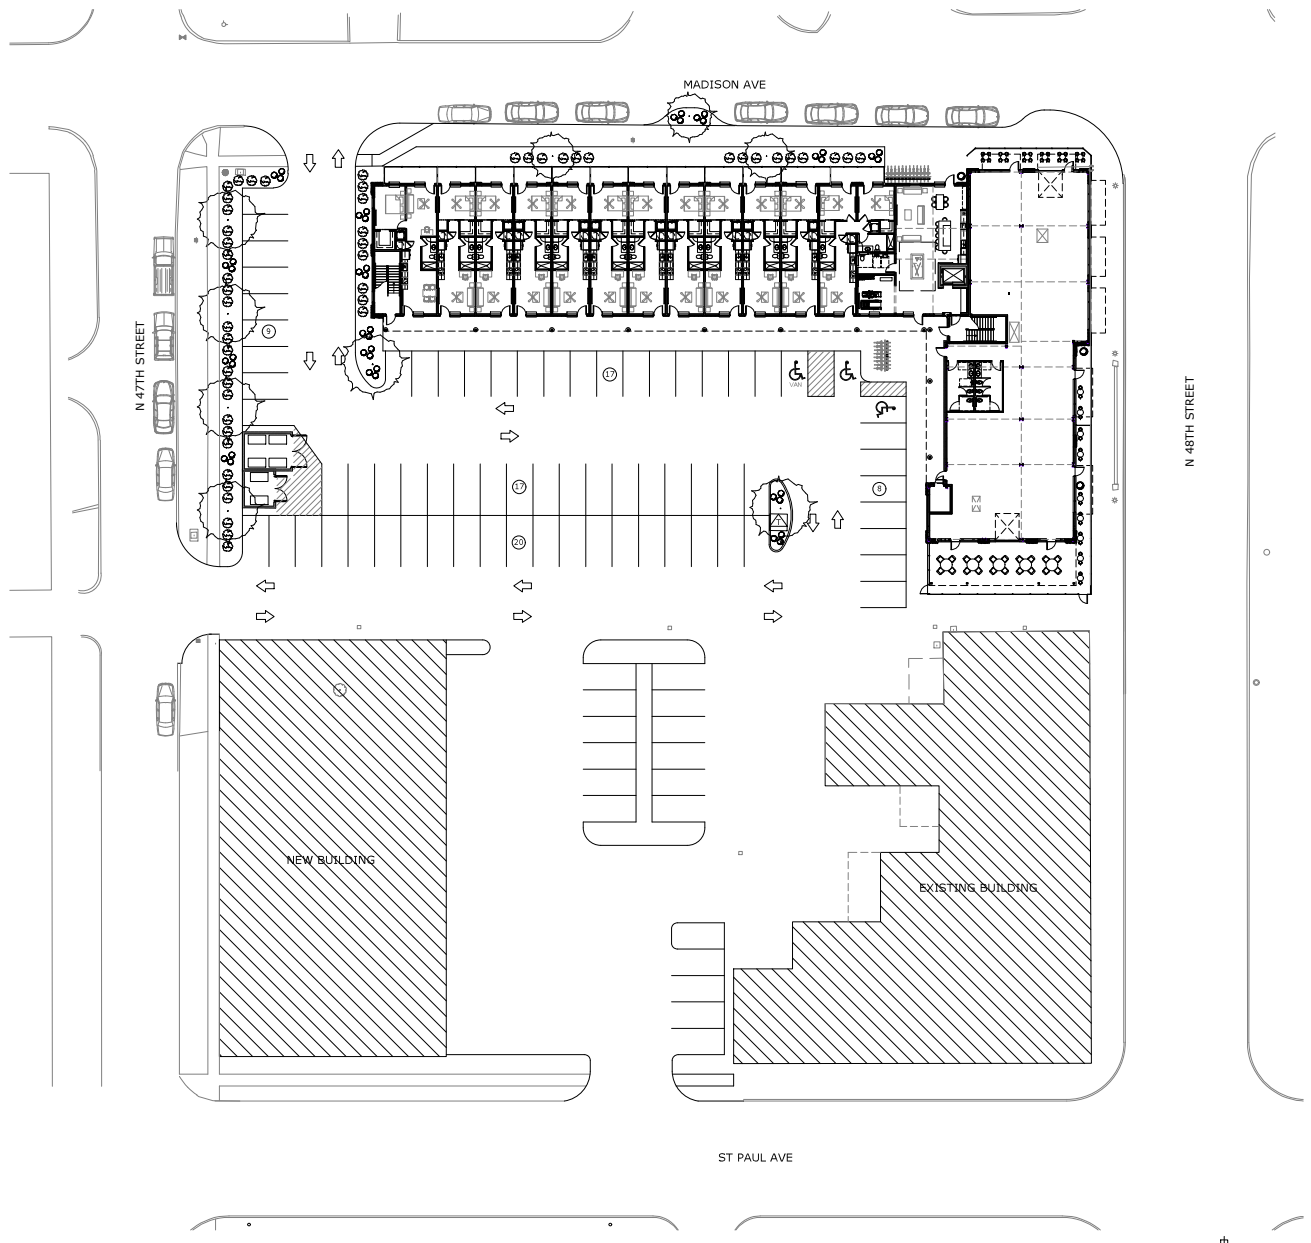 MADISON AVE
N 47TH STREET
9
17
VAN
N 48TH STREET
17
8
20
NEW BUILDING
EXISTING BUILDING
ST PAUL AVE